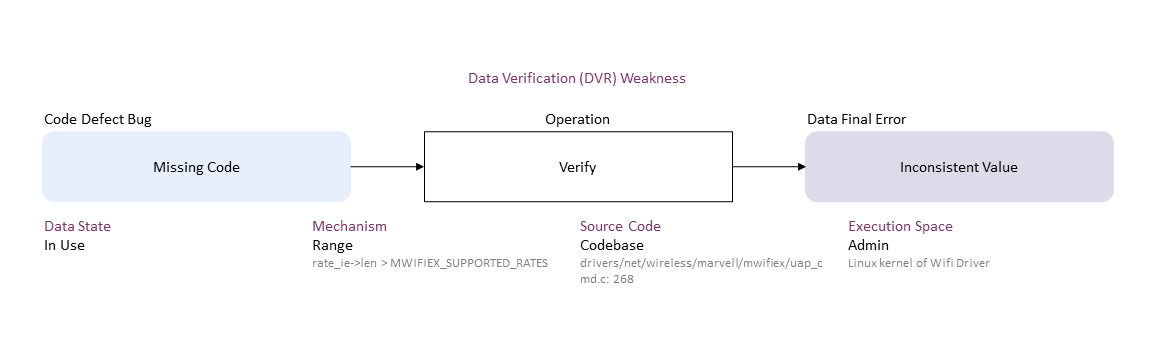 Data Verification (DVR) Weakness
Code Defect Bug
Operation
Data Final Error
Missing Code
Verify
Inconsistent Value
Data State
In Use
Mechanism
Range
rate_ie->len > MWIFIEX_SUPPORTED_RATES
Source Code
Codebase
drivers/net/wireless/marvell/mwifiex/uap_c
md.c: 268
Execution Space
Admin
Linux kernel of Wifi Driver